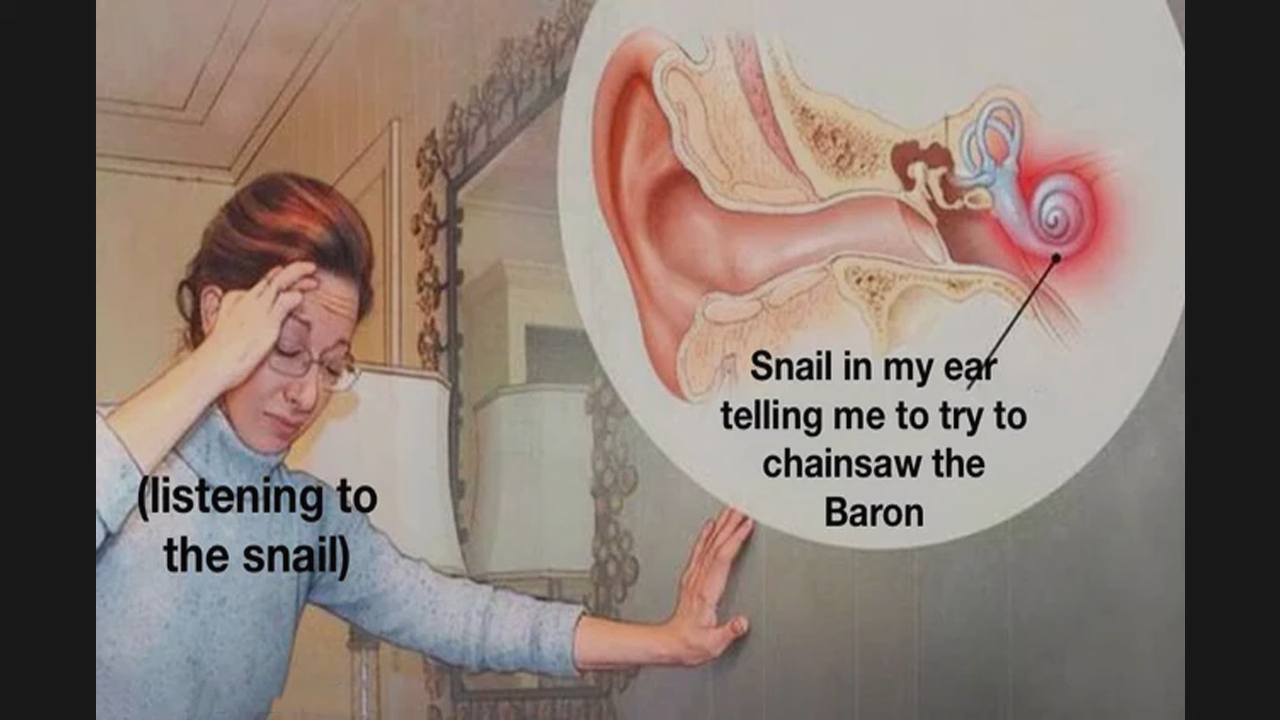 Snail in my ear
telling me to try to
chainsaw the
Baron
(listening to
the snail)